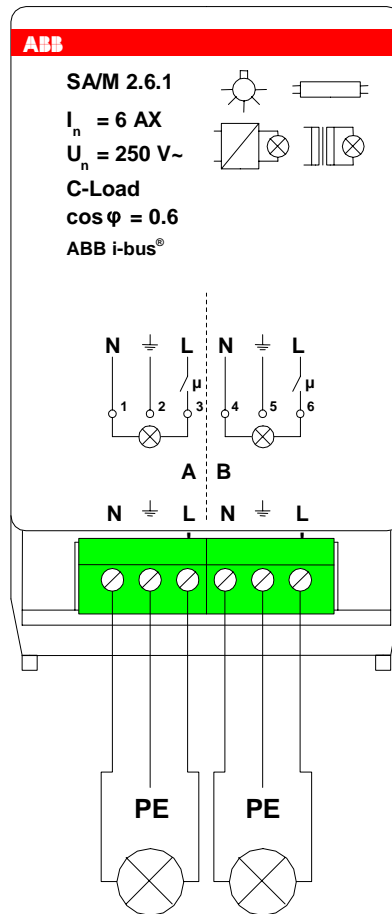 ABB
SA/M 2.6.1
In = 6 AX
Un = 250 V~
C-Load
cos φ = 0.6
ABB i-bus®
N L N L
µ µ
1 2 3 4 5 6
A B
N L N L
PE PE